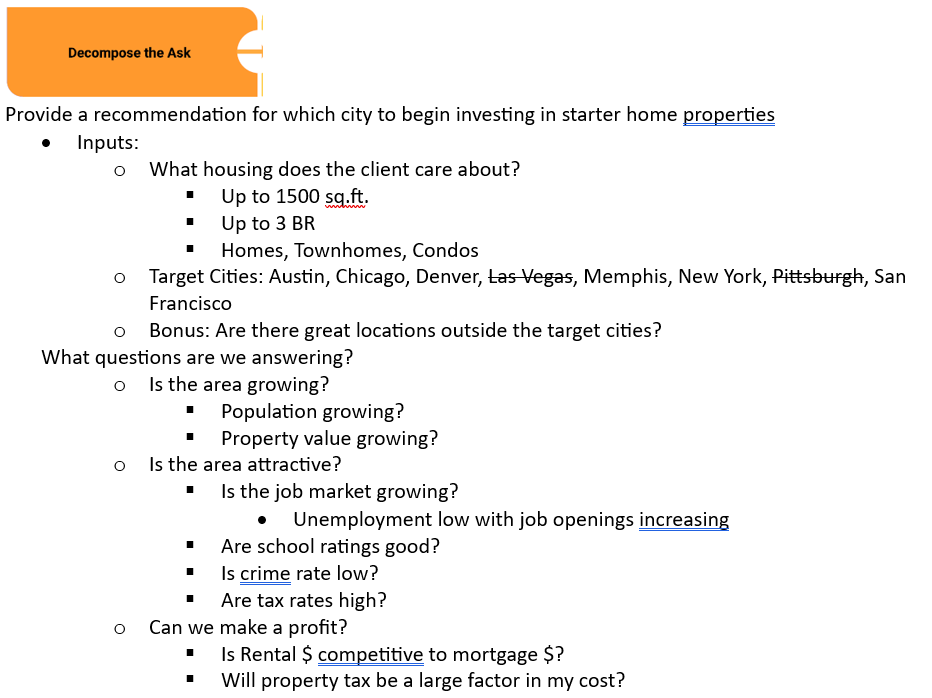 Decompose the Ask
Provide a recommendation for which city to begin investing in starter home properties
• Inputs:
o What housing does the client care about?
▪ Up to 1500 sq.ft.
▪ Up to 3 BR
▪ Homes, Townhomes, Condos
o Target Cities: Austin, Chicago, Denver, Las Vegas, Memphis, New York, Pittsburgh, San
Francisco
o Bonus: Are there great locations outside the target cities?
What questions are we answering?
o Is the area growing?
▪ Population growing?
▪ Property value growing?
o Is the area attractive?
▪ Is the job market growing?
• Unemployment low with job openings increasing
▪ Are school ratings good?
▪ Is crime rate low?
▪ Are tax rates high?
o Can we make a profit?
▪ Is Rental $ competitive to mortgage $?
▪ Will property tax be a large factor in my cost?